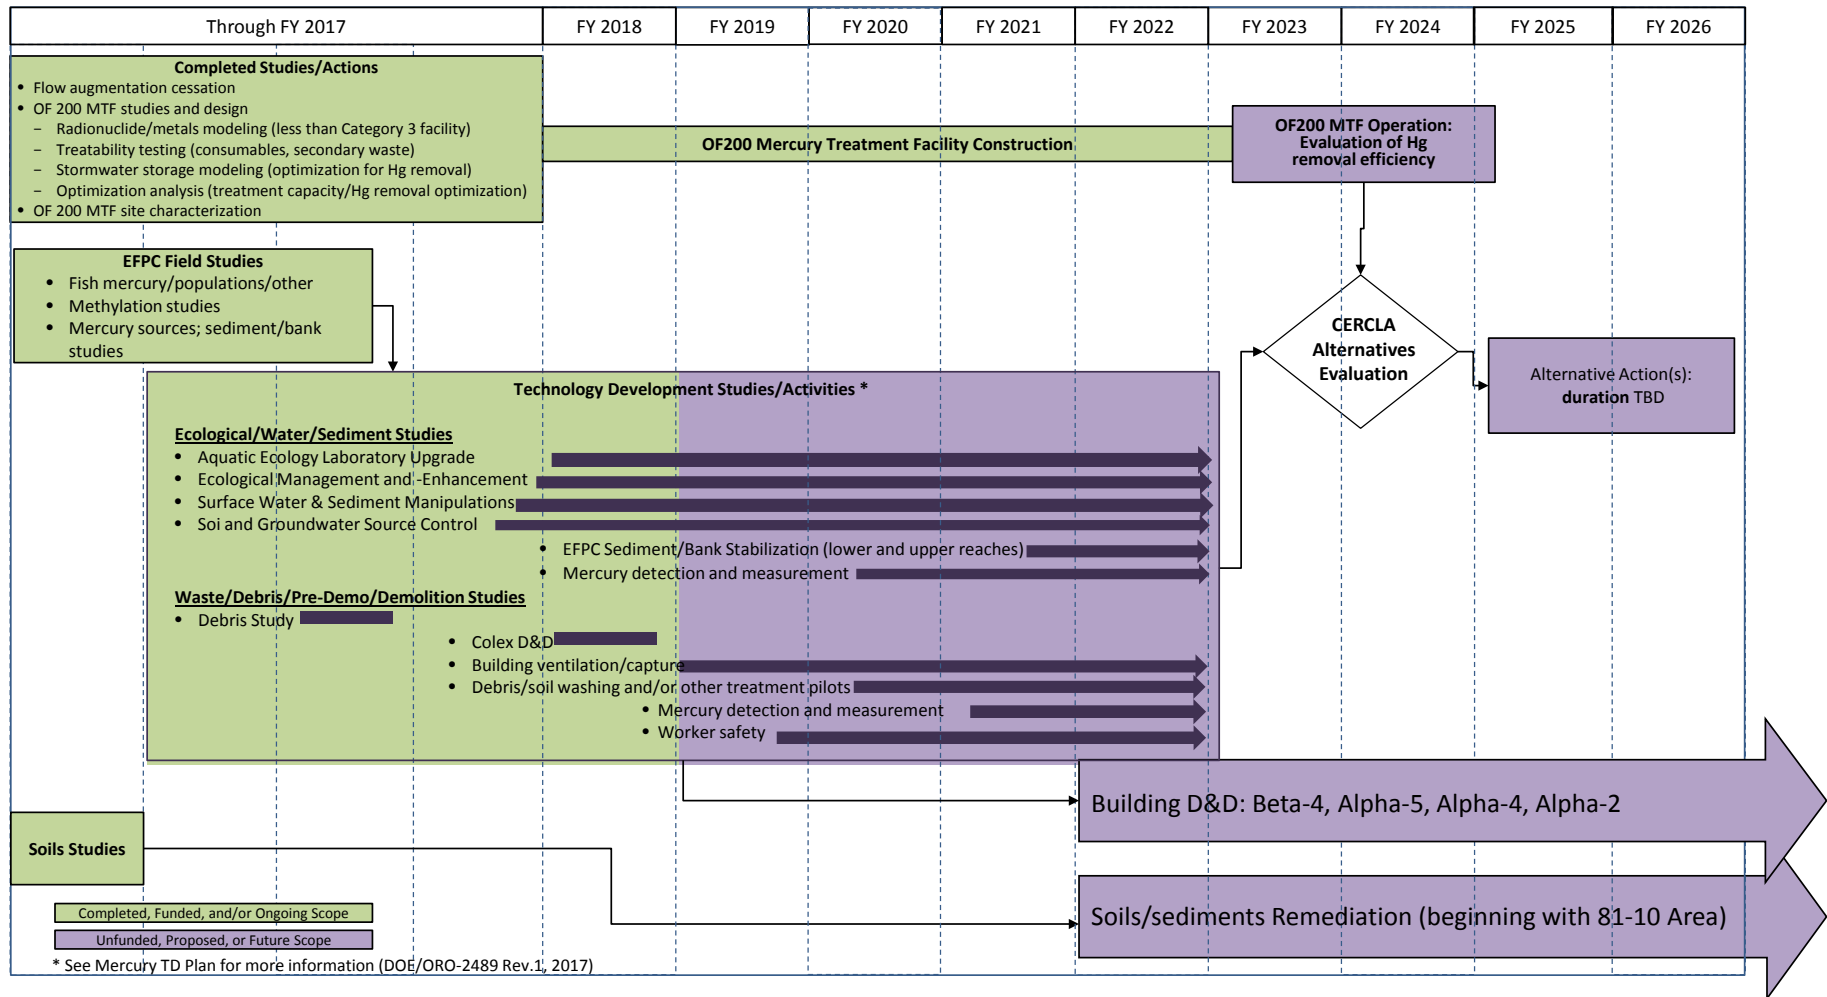 Through FY 2017 FY 2018 FY 2019 FY 2020 FY 2021 FY 2022 FY 2023 FY 2024 FY 2025 FY 2026
Completed Studies/Actions
• Flow augmentation cessation
• OF 200 MTF studies and design
– Radionuclide/metals modeling (less than Category 3 facility)
– Treatability testing (consumables, secondary waste)
– Stormwater storage modeling (optimization for Hg removal)
– Optimization analysis (treatment capacity/Hg removal optimization)
• OF 200 MTF site characterization
OF200 Mercury Treatment Facility Construction
OF200 MTF Operation:
Evaluation of Hg
removal efficiency
EFPC Field Studies
• Fish mercury/populations/other
• Methylation studies
• Mercury sources; sediment/bank
studies
CERCLA
Alternatives
Evaluation
Alternative Action(s):
duration TBD
Technology Development Studies/Activities *
Ecological/Water/Sediment Studies
• Aquatic Ecology Laboratory Upgrade
• Ecological Management and -Enhancement
• Surface Water & Sediment Manipulations
• Soi and Groundwater Source Control
• EFPC Sediment/Bank Stabilization (lower and upper reaches)
• Mercury detection and measurement
Waste/Debris/Pre-Demo/Demolition Studies
• Debris Study
• Colex D&D
• Building ventilation/capture
• Debris/soil washing and/or other treatment pilots
• Mercury detection and measurement
• Worker safety
Building D&D: Beta-4, Alpha-5, Alpha-4, Alpha-2
Soils Studies
Soils/sediments Remediation (beginning with 81-10 Area)
Completed, Funded, and/or Ongoing Scope
Unfunded, Proposed, or Future Scope
* See Mercury TD Plan for more information (DOE/ORO-2489 Rev.1, 2017)